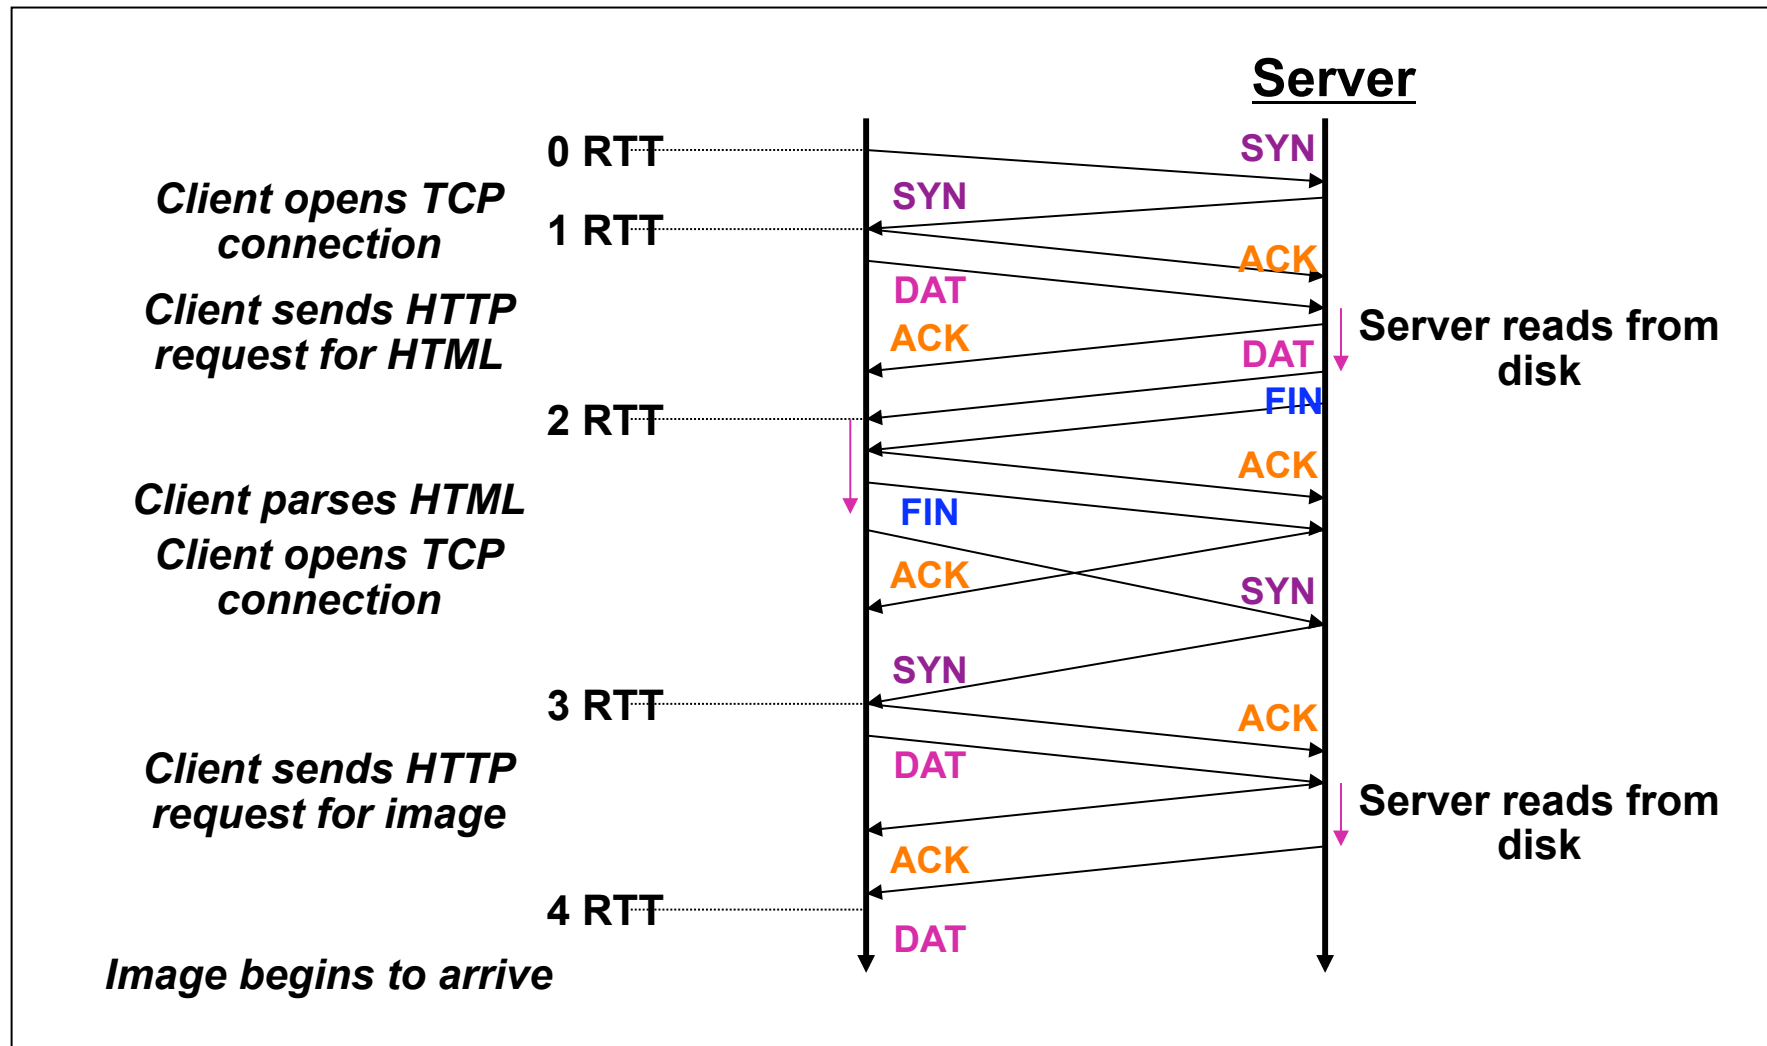 Server
0 RTT
SYN
Client opens TCP
connection
SYN
1 RTT
ACK
Client sends HTTP
request for HTML
DAT
ACK
Server reads from
disk
DAT
FIN
2 RTT
ACK
Client parses HTML
FIN
Client opens TCP
connection
ACK
SYN
SYN
3 RTT
ACK
Client sends HTTP
request for image
DAT
Server reads from
disk
ACK
4 RTT
DAT
Image begins to arrive